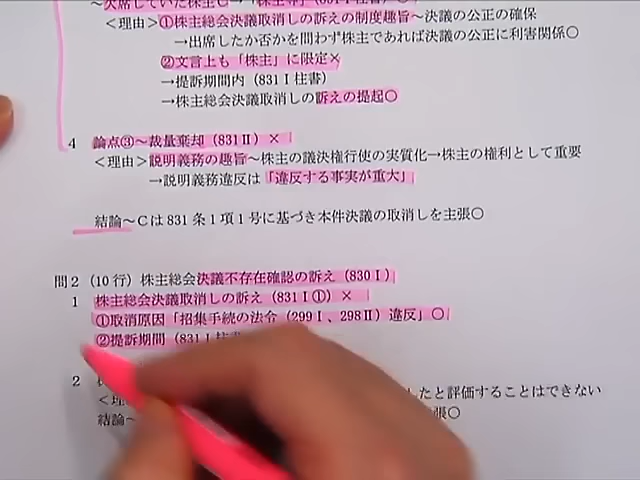 ～欠席していた株主C→「株主等」(831Ⅰ柱書)○
＜理由＞①株主総会決議取消しの訴えの制度趣旨～決議の公正の確保
→出席したか否かを問わず株主であれば決議の公正に利害関係○
②文言上も「株主」に限定×
→提訴期間内（831Ⅰ柱書）
→株主総会決議取消しの訴えの提起○
4 論点③～裁量棄却（831Ⅱ）×
＜理由＞説明義務の趣旨～株主の議決権行使の実質化→株主の権利として重要
→説明義務違反は「違反する事実が重大」
結論～Cは831条1項1号に基づき本件決議の取消しを主張○
問2（10行）株主総会決議不存在確認の訴え（830Ⅰ）
1 株主総会決議取消しの訴え（831Ⅰ①）×
①取消原因「招集手続の法令（299Ⅰ、298Ⅱ）違反」○
②提訴期間（831Ⅰ柱書
2 したと評価することはできない
＜理
結論～ 張○